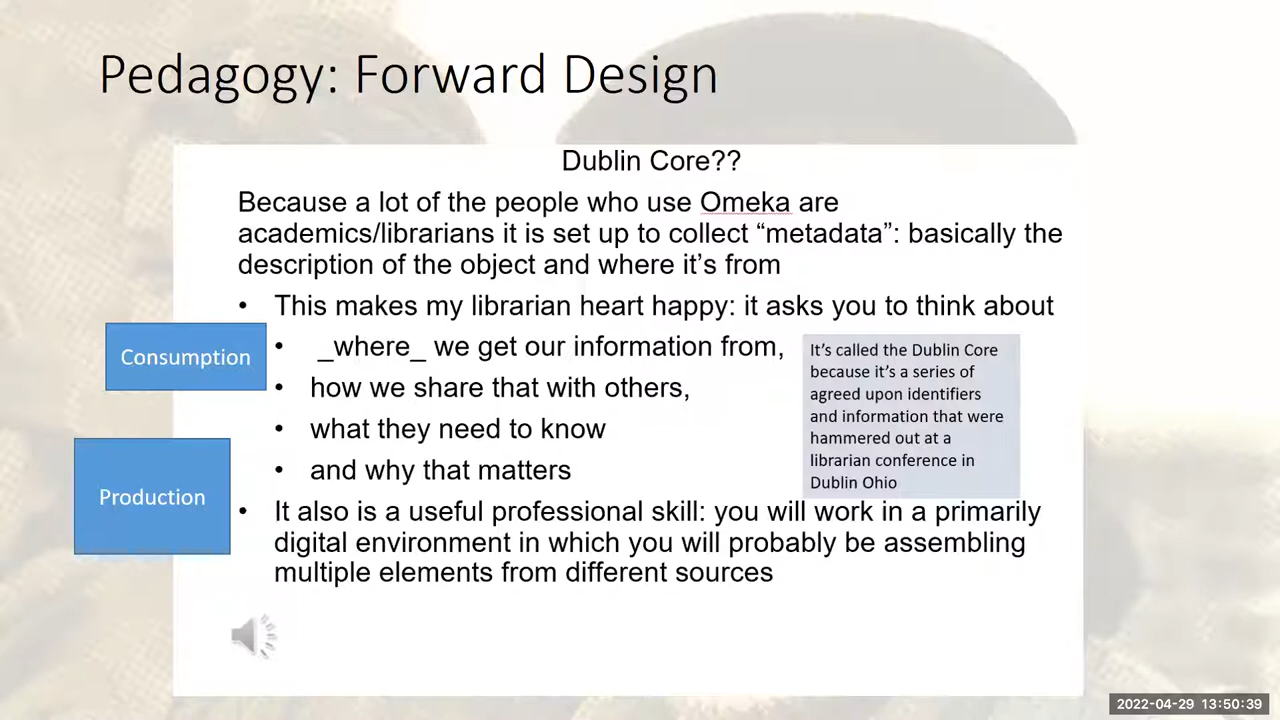 Pedagogy: Forward Design
Dublin Core??
Because a lot of the people who use Omeka are
academics/librarians it is set up to collect “metadata”: basically the
description of the object and where it’s from
• This makes my librarian heart happy: it asks you to think about
Consumption
• _where_ we get our information from,
• how we share that with others,
• what they need to know
• and why that matters
It’s called the Dublin Core
because it’s a series of
agreed upon identifiers
and information that were
hammered out at a
librarian conference in
Dublin Ohio
Production
• It also is a useful professional skill: you will work in a primarily
digital environment in which you will probably be assembling
multiple elements from different sources
2022-04-29 13:50:39